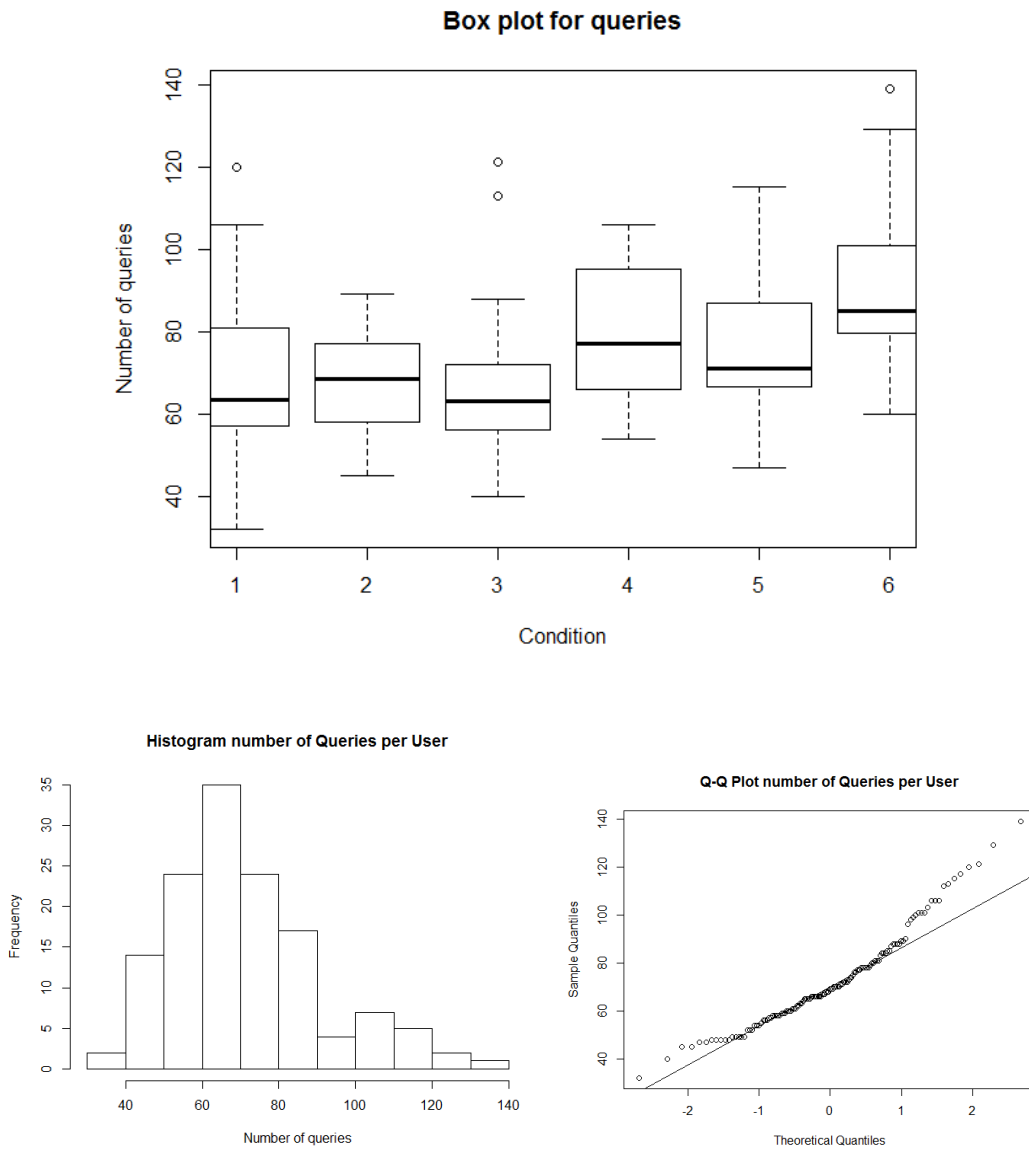 Box plot for queries
140
120
100
80
60
40
Number of queries
1 2 3 4 5 6
Condition
Histogram number of Queries per User
35
30
25
20
15
10
5
0
Frequency
40 60 80 100 120 140
Number of queries
Q-Q Plot number of Queries per User
140
120
100
80
60
40
Sample Quantiles
-2 -1 0 1 2
Theoretical Quantiles